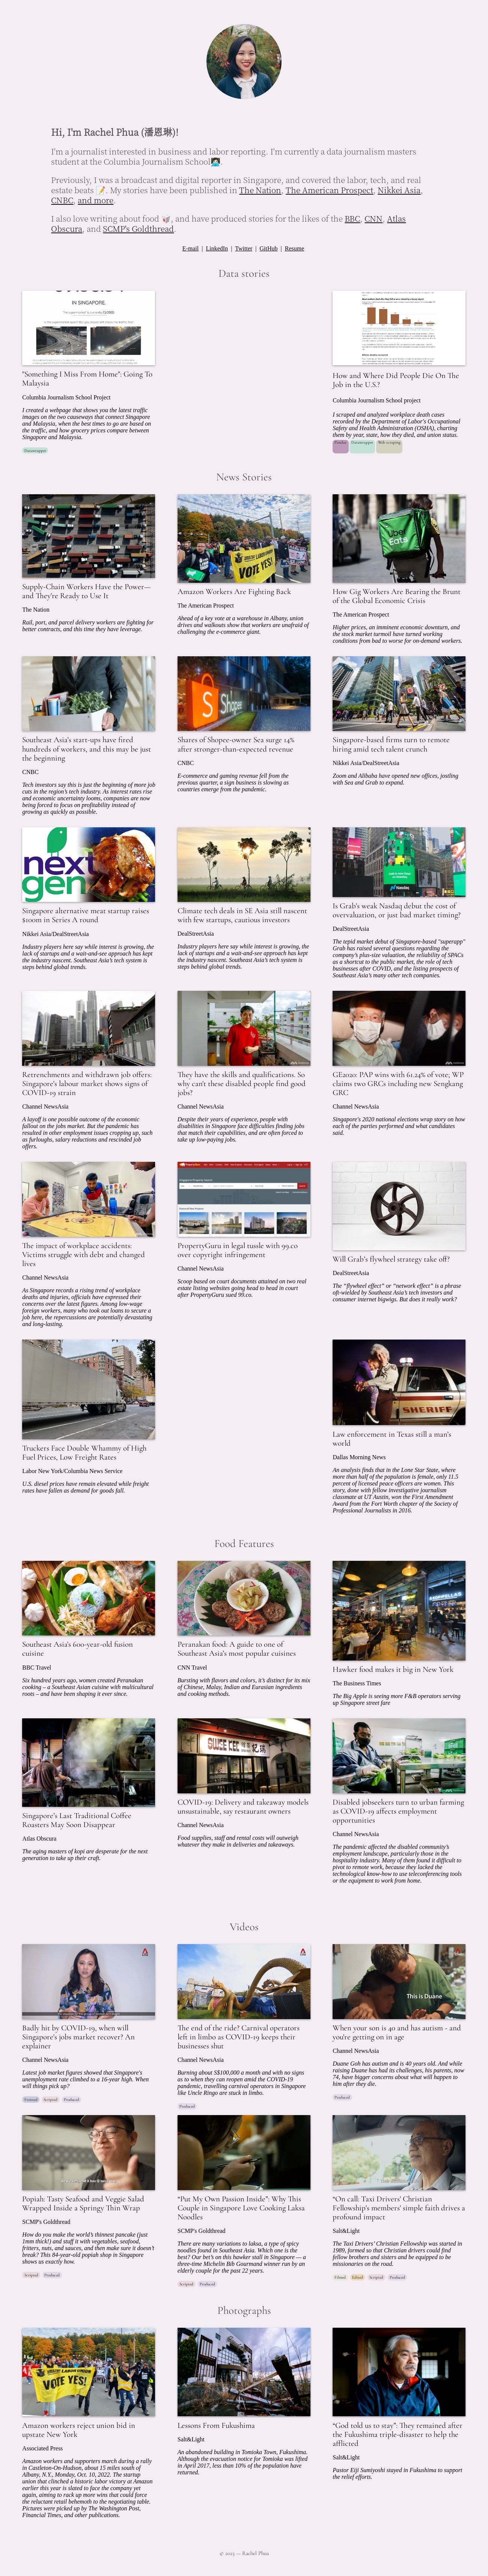 Hi, I'm Rachel Phua (潘恩琳)!
I'm a journalist interested in business and labor reporting. I'm currently a data journalism masters
student at the Columbia Journalism School👩🏻‍💻
Previously, I was a broadcast and digital reporter in Singapore, and covered the labor, tech, and real
estate beats 📝. My stories have been published in The Nation, The American Prospect, Nikkei Asia,
CNBC, and more.
I also love writing about food 🥡, and have produced stories for the likes of the BBC, CNN, Atlas
Obscura, and SCMP's Goldthread.
E-mail | LinkedIn | Twitter | GitHub | Resume
Data stories
IN SINGAPORE,
"Something I Miss From Home": Going To
Malaysia
Columbia Journalism School Project
I created a webpage that shows you the latest traffic
images on the two causeways that connect Singapore
and Malaysia, when the best times to go are based on
the traffic, and how grocery prices compare between
Singapore and Malaysia.
How and Where Did People Die On The
Job in the U.S.?
Columbia Journalism School project
I scraped and analyzed workplace death cases
recorded by the Department of Labor's Occupational
Safety and Health Administration (OSHA), charting
them by year, state, how they died, and union status.
Pandas
Datawrapper
Web scraping
News Stories
Supply-Chain Workers Have the Power—
and They're Ready to Use It
The Nation
Rail, port, and parcel delivery workers are fighting for
better contracts, and this time they have leverage.
VOTE YES!
Amazon Workers Are Fighting Back
The American Prospect
Ahead of a key vote at a warehouse in Albany, union
drives and walkouts show that workers are unafraid of
challenging the e-commerce giant.
Uber
Eats
How Gig Workers Are Bearing the Brunt
of the Global Economic Crisis
The American Prospect
Higher prices, an imminent economic downturn, and
the stock market turmoil have turned working
conditions from bad to worse for on-demand workers.
Southeast Asia's start-ups have fired
hundreds of workers, and this may be just
the beginning
CNBC
Tech investors say this is just the beginning of more job
cuts in the region's tech industry. As interest rates rise
and economic uncertainty looms, companies are now
being forced to focus on profitability instead of
growing as quickly as possible.
Shopee
Shares of Shopee-owner Sea surge 14%
after stronger-than-expected revenue
CNBC
E-commerce and gaming revenue fell from the
previous quarter, a sign business is slowing as
countries emerge from the pandemic.
Singapore-based firms turn to remote
hiring amid tech talent crunch
Nikkei Asia/DealStreetAsia
Zoom and Alibaba have opened new offices, jostling
with Sea and Grab to expand.
next
gen
Singapore alternative meat startup raises
$100m in Series A round
Nikkei Asia/DealStreetAsia
Industry players say while interest is growing, the
lack of startups and a wait-and-see approach has kept
the industry nascent. Southeast Asia's tech system is
steps behind global trends.
Climate tech deals in SE Asia still nascent
with few startups, cautious investors
DealStreetAsia
Industry players say while interest is growing, the
lack of startups and a wait-and-see approach has kept
the industry nascent. Southeast Asia's tech system is
steps behind global trends.
Is Grab's weak Nasdaq debut the cost of
overvaluation, or just bad market timing?
DealStreetAsia
The tepid market debut of Singapore-based "superapp"
Grab has raised several questions regarding the
company's plus-size valuation, the reliability of SPACs
as a shortcut to the public market, the role of tech
businesses after COVID, and the listing prospects of
Southeast Asia's many other tech companies.
Retrenchments and withdrawn job offers:
Singapore's labour market shows signs of
COVID-19 strain
Channel NewsAsia
A layoff is one possible outcome of the economic
fallout on the jobs market. But the pandemic has
resulted in other employment issues cropping up, such
as furloughs, salary reductions and rescinded job
offers.
They have the skills and qualifications. So
why can't these disabled people find good
jobs?
Channel NewsAsia
Despite their years of experience, people with
disabilities in Singapore face difficulties finding jobs
that match their capabilities, and are often forced to
take up low-paying jobs.
GE2020: PAP wins with 61.24% of vote; WP
claims two GRCs including new Sengkang
GRC
Channel NewsAsia
Singapore's 2020 national elections wrap story on how
each of the parties performed and what candidates
said.
The impact of workplace accidents:
Victims struggle with debt and changed
lives
Channel NewsAsia
As Singapore records a rising trend of workplace
deaths and injuries, officials have expressed their
concerns over the latest figures. Among low-wage
foreign workers, many who took out loans to secure a
job here, the repercussions are potentially devastating
and long-lasting.
PropertyGuru in legal tussle with 99.co
over copyright infringement
Channel NewsAsia
Scoop based on court documents attained on two real
estate listing websites going head to head in court
after PropertyGuru sued 99.co.
Will Grab's flywheel strategy take off?
DealStreetAsia
The "flywheel effect" or "network effect" is a phrase
oft-wielded by Southeast Asia's tech investors and
consumer internet bigwigs. But does it really work?
Truckers Face Double Whammy of High
Fuel Prices, Low Freight Rates
Labor New York/Columbia News Service
U.S. diesel prices have remain elevated while freight
rates have fallen as demand for goods fall.
SHERIFF
Law enforcement in Texas still a man's
world
Dallas Morning News
An analysis finds that in the Lone Star State, where
more than half of the population is female, only 11.5
percent of licensed peace officers are women. This
story, done with fellow investigative journalism
classmate at UT Austin, won the First Amendment
Award from the Fort Worth chapter of the Society of
Professional Journalists in 2016.
Food Features
Southeast Asia's 600-year-old fusion
cuisine
BBC Travel
Six hundred years ago, women created Peranakan
cooking – a Southeast Asian cuisine with multicultural
roots – and have been shaping it ever since.
Peranakan food: A guide to one of
Southeast Asia's most popular cuisines
CNN Travel
Bursting with flavors and colors, it's distinct for its mix
of Chinese, Malay, Indian and Eurasian ingredients
and cooking methods.
Hawker food makes it big in New York
The Business Times
The Big Apple is seeing more F&B operators serving
up Singapore street fare
Singapore's Last Traditional Coffee
Roasters May Soon Disappear
Atlas Obscura
The aging masters of kopi are desperate for the next
generation to take up their craft.
GLUCK KEE
COVID-19: Delivery and takeaway models
unsustainable, say restaurant owners
Channel NewsAsia
Food supplies, staff and rental costs will outweigh
whatever they make in deliveries and takeaways.
Disabled jobseekers turn to urban farming
as COVID-19 affects employment
opportunities
Channel NewsAsia
The pandemic affected the disabled community's
employment landscape, particularly those in the
hospitality industry. Many of them found it difficult to
pivot to remote work, because they lacked the
technological know-how to use teleconferencing tools
or the equipment to work from home.
Videos
Badly hit by COVID-19, when will
Singapore's jobs market recover? An
explainer
Channel NewsAsia
Latest job market figures showed that Singapore's
unemployment rate climbed to a 16-year high. When
will things pick up?
Scripted
Produced
The end of the ride? Carnival operators
left in limbo as COVID-19 keeps their
businesses shut
Channel NewsAsia
Burning about S$100,000 a month and with no signs
as to when they can reopen amid the COVID-19
pandemic, travelling carnival operators in Singapore
like Uncle Ringo are stuck in limbo.
Produced
This is Duane
When your son is 40 and has autism - and
you're getting on in age
Channel NewsAsia
Duane Goh has autism and is 40 years old. And while
raising Duane has had its challenges, his parents, now
74, have bigger concerns about what will happen to
him after they die.
Produced
Popiah: Tasty Seafood and Veggie Salad
Wrapped Inside a Springy Thin Wrap
SCMP's Goldthread
How do you make the world's thinnest pancake (just
1mm thick!) and stuff it with vegetables, seafood,
fritters, nuts, and sauces, and then make sure it doesn't
break? This 84-year-old popiah shop in Singapore
shows us exactly how.
Scripted
Produced
"Put My Own Passion Inside": Why This
Couple in Singapore Love Cooking Laksa
Noodles
SCMP's Goldthread
There are many variations to laksa, a type of spicy
noodles found in Southeast Asia. Which one is the
best? Our bet's on this hawker stall in Singapore — a
three-time Michelin Bib Gourmand winner run by an
elderly couple for the past 22 years.
Scripted
Produced
"On call: Taxi Drivers' Christian
Fellowship's members' simple faith drives a
profound impact
Salt&Light
The Taxi Drivers' Christian Fellowship was started in
1989, formed so that Christian drivers could find
fellow brothers and sisters and be equipped to be
missionaries on the road.
Filmed
Edited
Scripted
Produced
Photographs
VOTE YES!
Amazon workers reject union bid in
upstate New York
Associated Press
Amazon workers and supporters march during a rally
in Castleton-On-Hudson, about 15 miles south of
Albany, N.Y., Monday, Oct. 10, 2022. The startup
union that clinched a historic labor victory at Amazon
earlier this year is slated to face the company yet
again, aiming to rack up more wins that could force
the reluctant retail behemoth to the negotiating table.
Pictures were picked up by The Washington Post,
Financial Times, and other publications.
Lessons From Fukushima
Salt&Light
An abandoned building in Tomioka Town, Fukushima.
Although the evacuation notice for Tomioka was lifted
in April 2017, less than 10% of the population have
returned.
"God told us to stay": They remained after
the Fukushima triple-disaster to help the
afflicted
Salt&Light
Pastor Eiji Sumiyoshi stayed in Fukushima to support
the relief efforts.
© 2023 — Rachel Phua